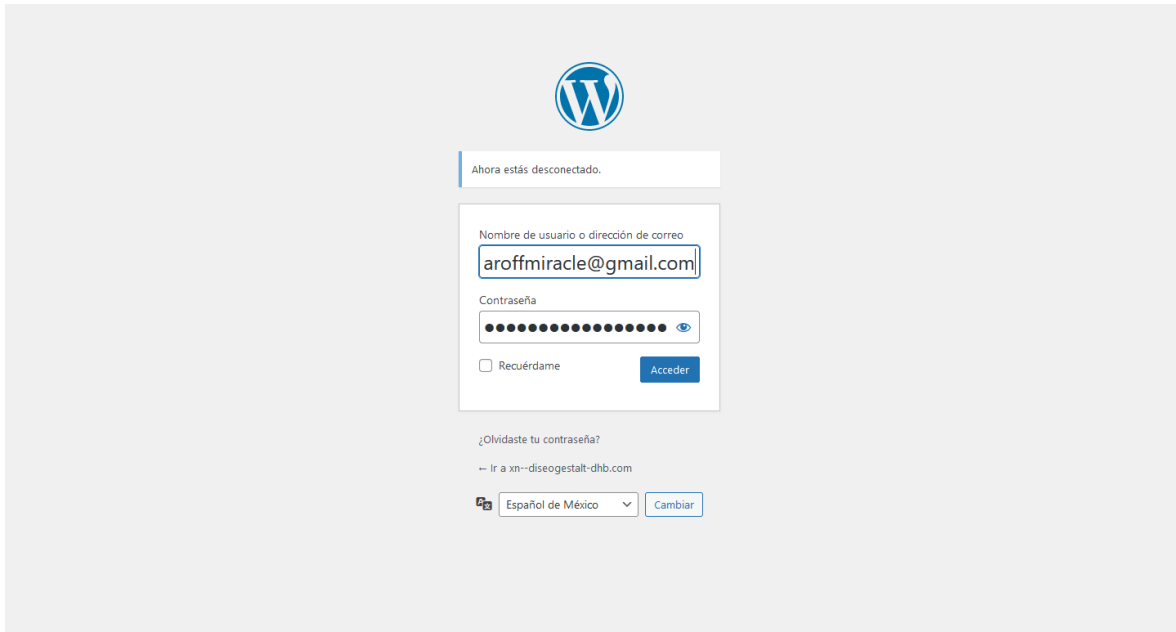 Ahora estás desconectado.
Nombre de usuario o dirección de correo
aroffmiracle@gmail.com
Contraseña
●●●●●●●●●●●●●●●●●
Recuérdame
Acceder
¿Olvidaste tu contraseña?
← Ir a xn--diseogestalt-dhb.com
Español de México
Cambiar